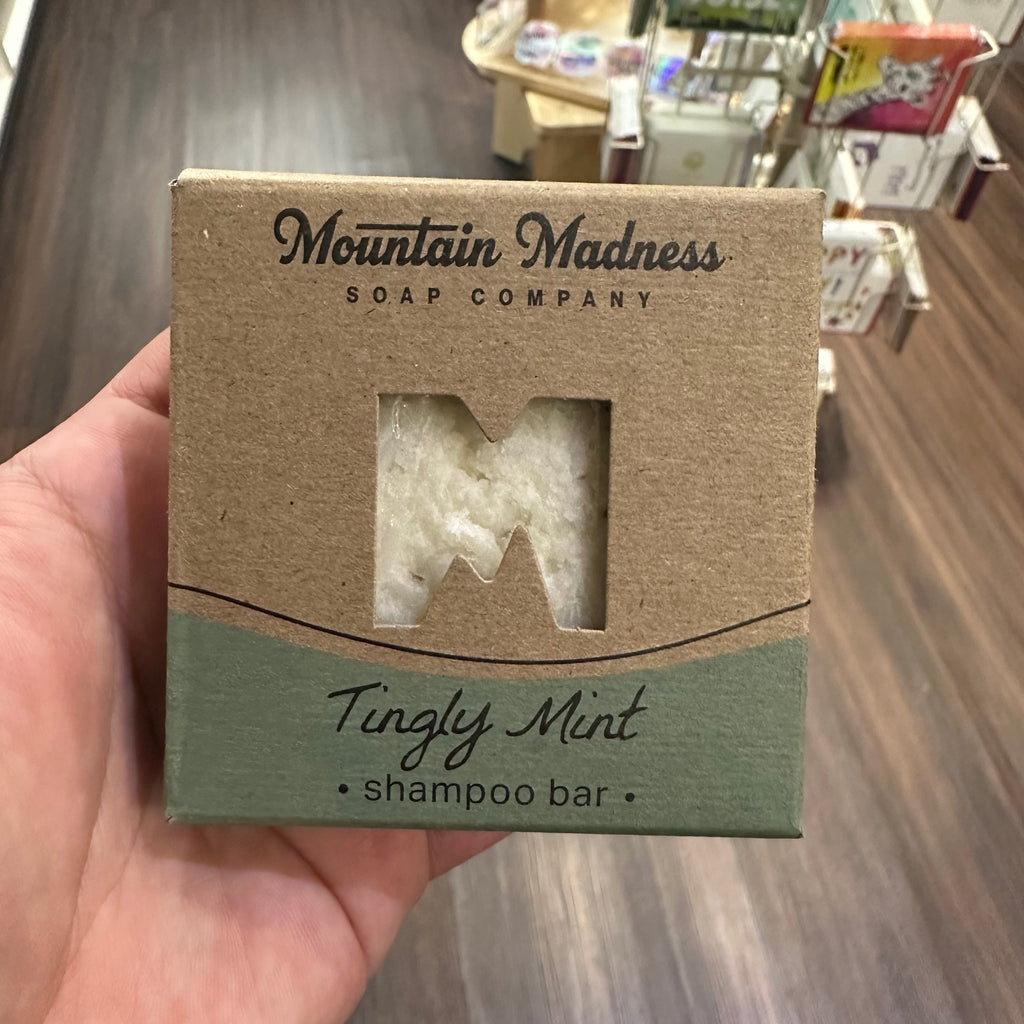 Mountain Madness
SOAP COMPANY
Tingly Mint
• shampoo bar •